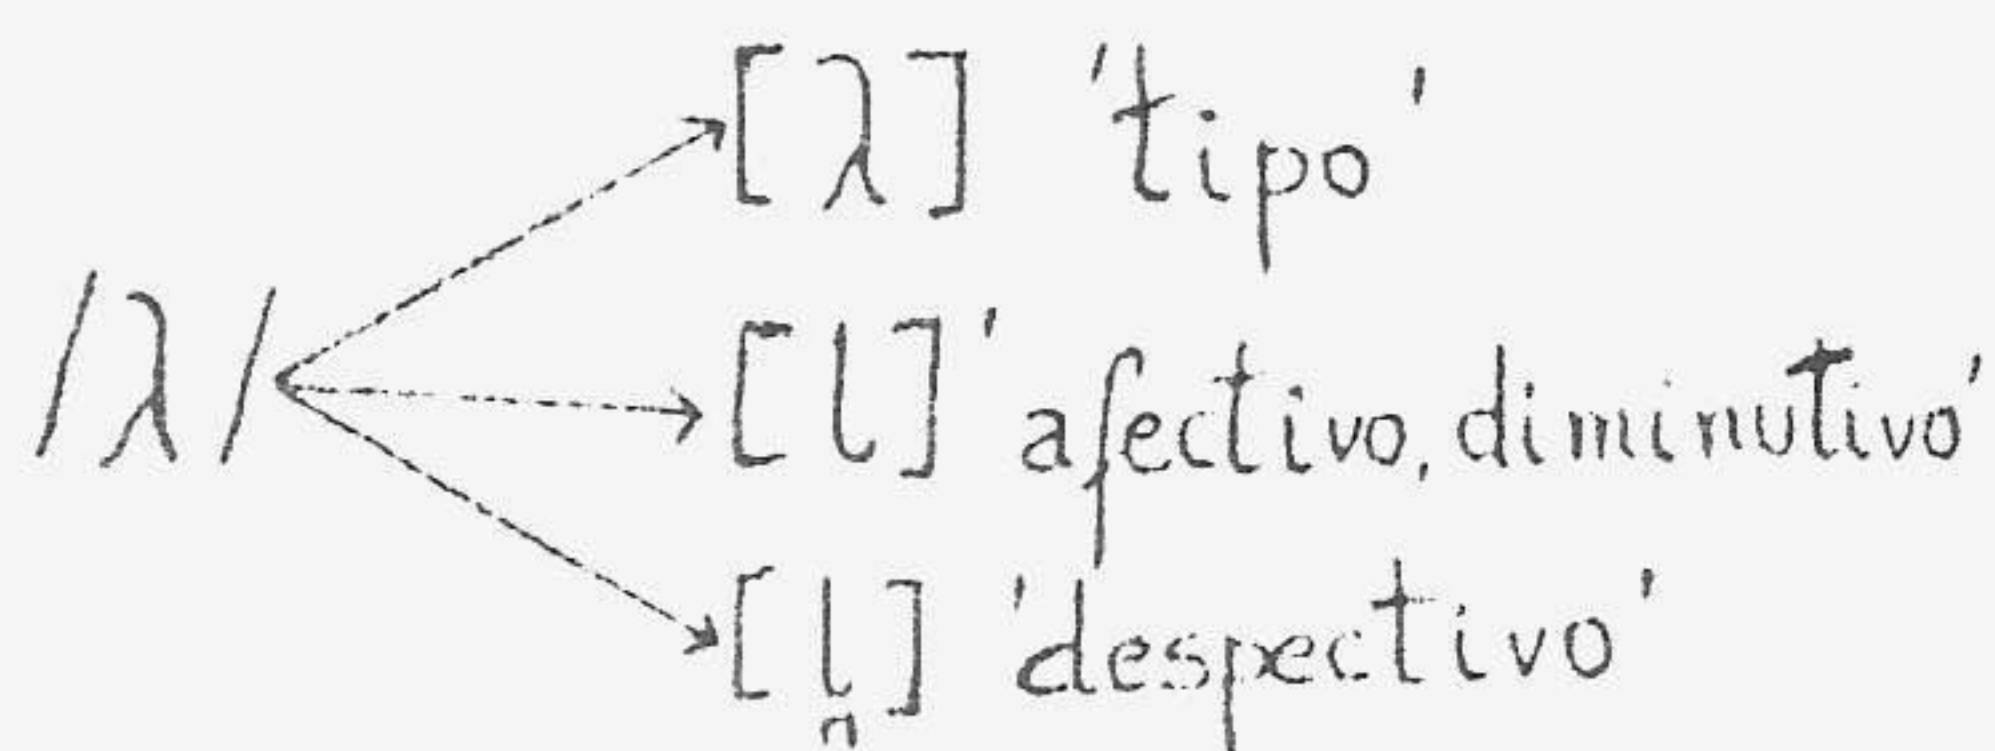 [λ] 'tipo'
/λ/
[l] 'afectivo, diminutivo'
[l̪] 'despectivo'